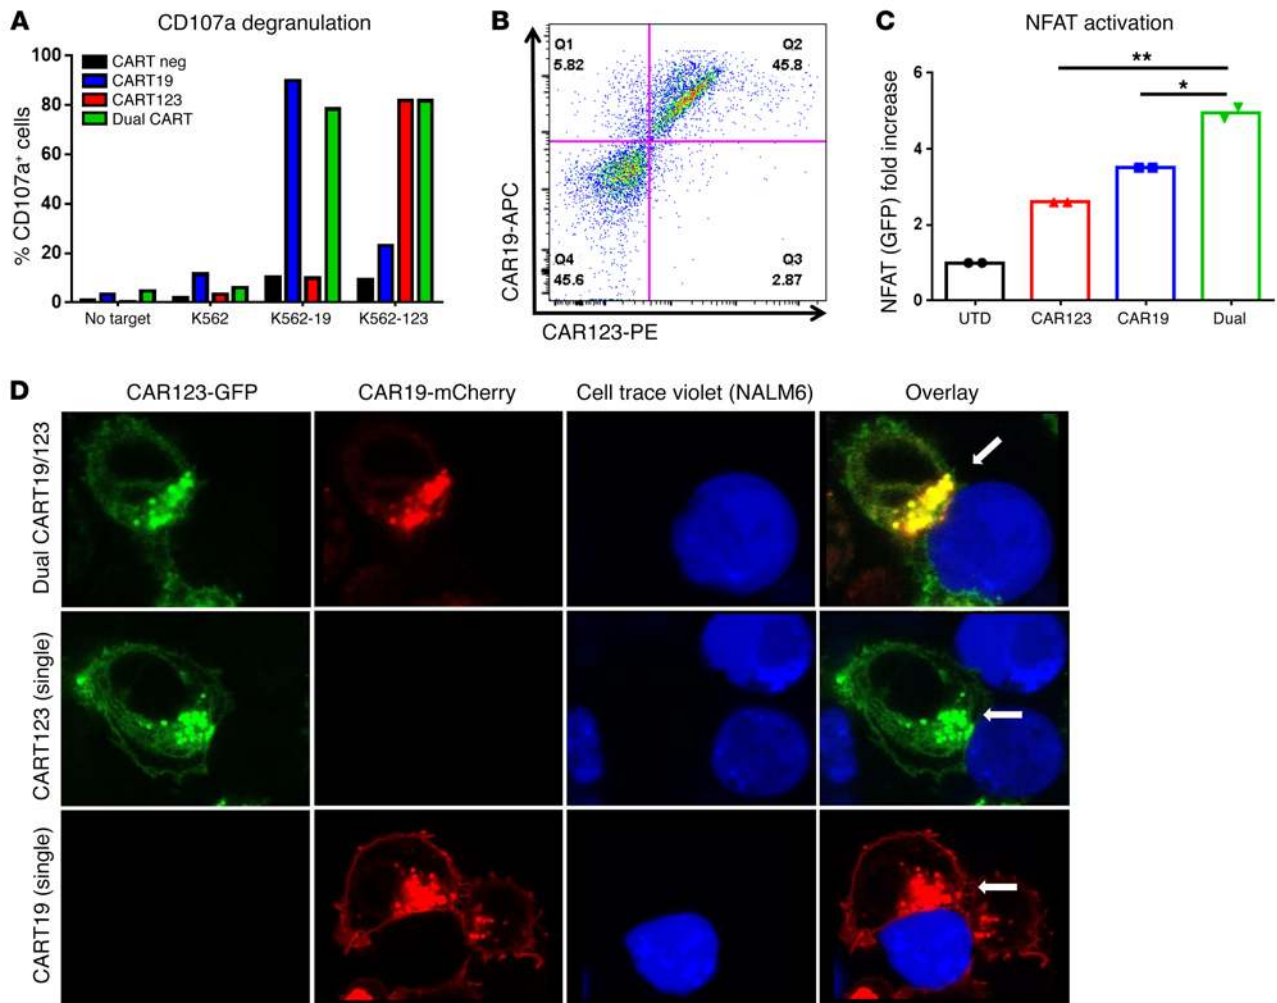 A
CD107a degranulation
% CD107a+ cells
100
80
60
40
20
0
CART neg
CART19
CART123
Dual CART
No target
K562
K562-19
K562-123
B
Q1
5.82
Q2
45.8
Q4
45.6
Q3
2.87
CAR19-APC
CAR123-PE
C
NFAT activation
NFAT (GFP) fold increase
6
4
2
0
**
*
UTD
CAR123
CAR19
Dual
D
CAR123-GFP
CAR19-mCherry
Cell trace violet (NALM6)
Overlay
Dual CART19/123
CART123 (single)
CART19 (single)